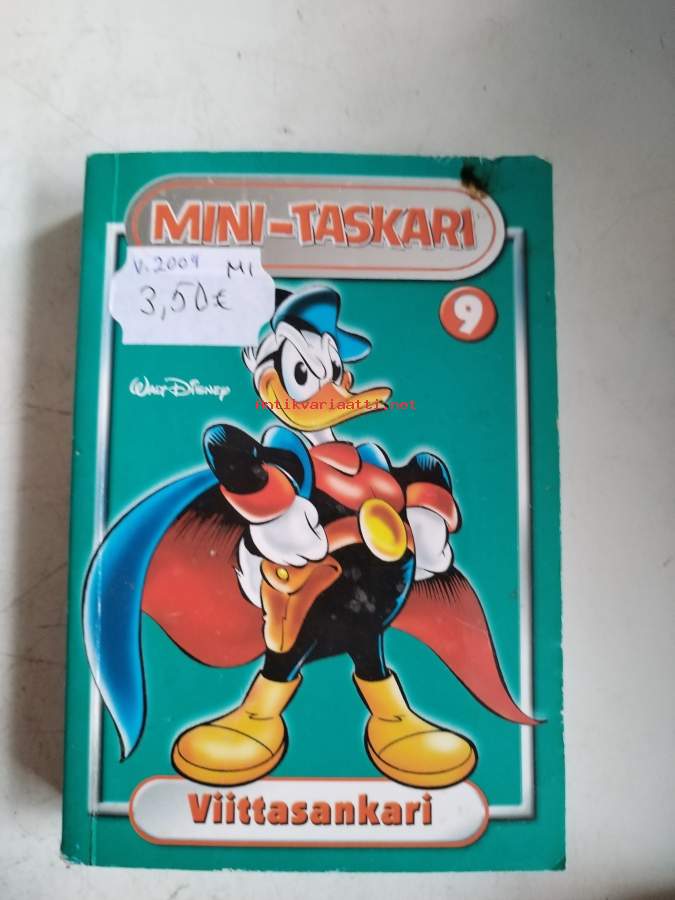 MINI-TASKARI
V. 2009 M1
3,50€
9
WALT DISNEY
antikvariaatti.net
Viittasankari